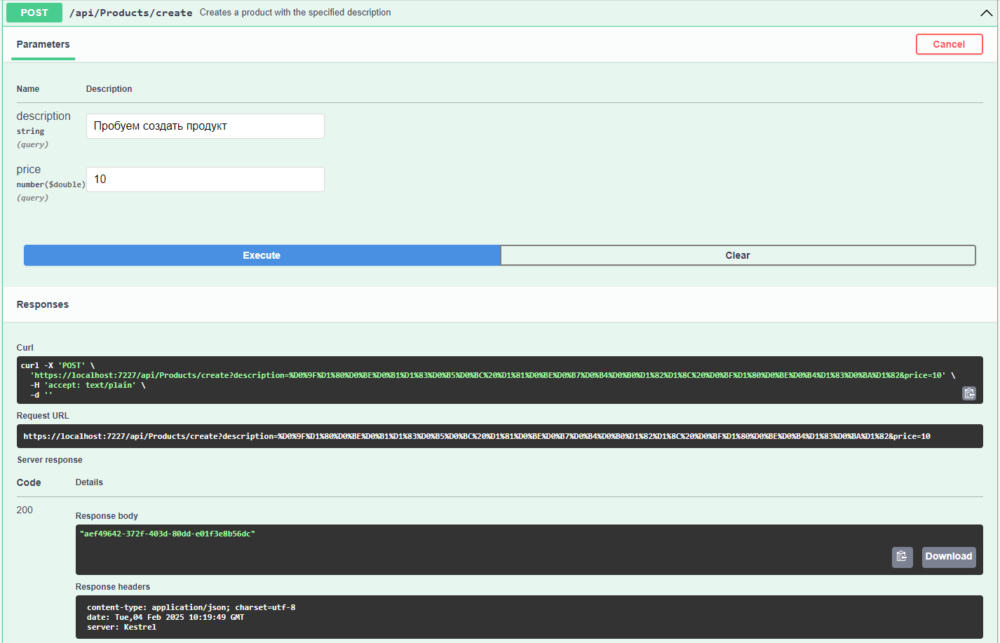 POST /api/Products/create Creates a product with the specified description
Parameters
Cancel
Name Description
description
string
(query)
Пробуем создать продукт
price
number($double)
(query)
10
Execute
Clear
Responses
Curl
curl -X 'POST' \
'https://localhost:7227/api/Products/create?description=%D0%9F%D1%80%D0%BE%D0%B1%D1%83%D0%B5%D0%BC%20%D1%81%D0%BE%D0%B7%D0%B4%D0%B0%D1%82%D1%8C%20%D0%BF%D1%80%D0%BE%D0%B4%D1%83%D0%BA%D1%82&price=10' \
-H 'accept: text/plain' \
-d ''
Request URL
https://localhost:7227/api/Products/create?description=%D0%9F%D1%80%D0%BE%D0%B1%D1%83%D0%B5%D0%BC%20%D1%81%D0%BE%D0%B7%D0%B4%D0%B0%D1%82%D1%8C%20%D0%BF%D1%80%D0%BE%D0%B4%D1%83%D0%BA%D1%82&price=10
Server response
Code Details
200
Response body
"aef49642-372f-403d-80dd-e01f3e8b56dc"
Download
Response headers
content-type: application/json; charset=utf-8
date: Tue,04 Feb 2025 10:19:49 GMT
server: Kestrel